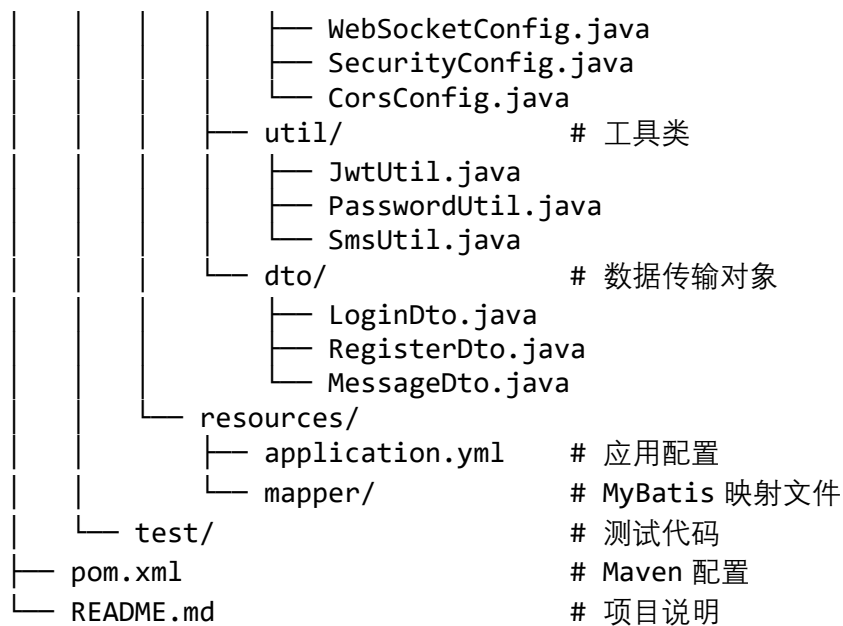 │   │   │   │   ├── WebSocketConfig.java
│   │   │   │   ├── SecurityConfig.java
│   │   │   │   └── CorsConfig.java
│   │   │   ├── util/              # 工具类
│   │   │   │   ├── JwtUtil.java
│   │   │   │   ├── PasswordUtil.java
│   │   │   │   └── SmsUtil.java
│   │   │   └── dto/               # 数据传输对象
│   │   │       ├── LoginDto.java
│   │   │       ├── RegisterDto.java
│   │   │       └── MessageDto.java
│   │   └── resources/
│   │       ├── application.yml    # 应用配置
│   │       └── mapper/            # MyBatis 映射文件
│   └── test/                      # 测试代码
├── pom.xml                        # Maven 配置
└── README.md                      # 项目说明